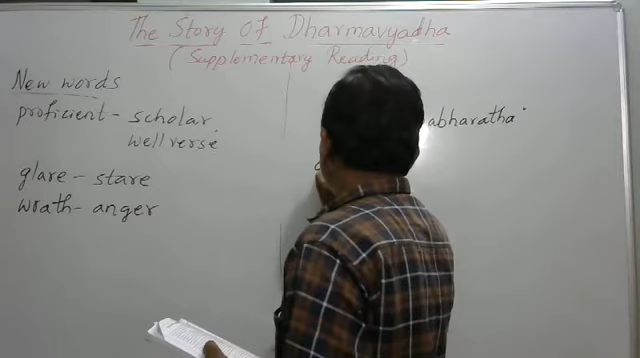 The Story Of Dharmavyadha
(Supplementary Reading)
New words
proficient - scholar
well verse
glare - stare
wrath - anger
abharatha